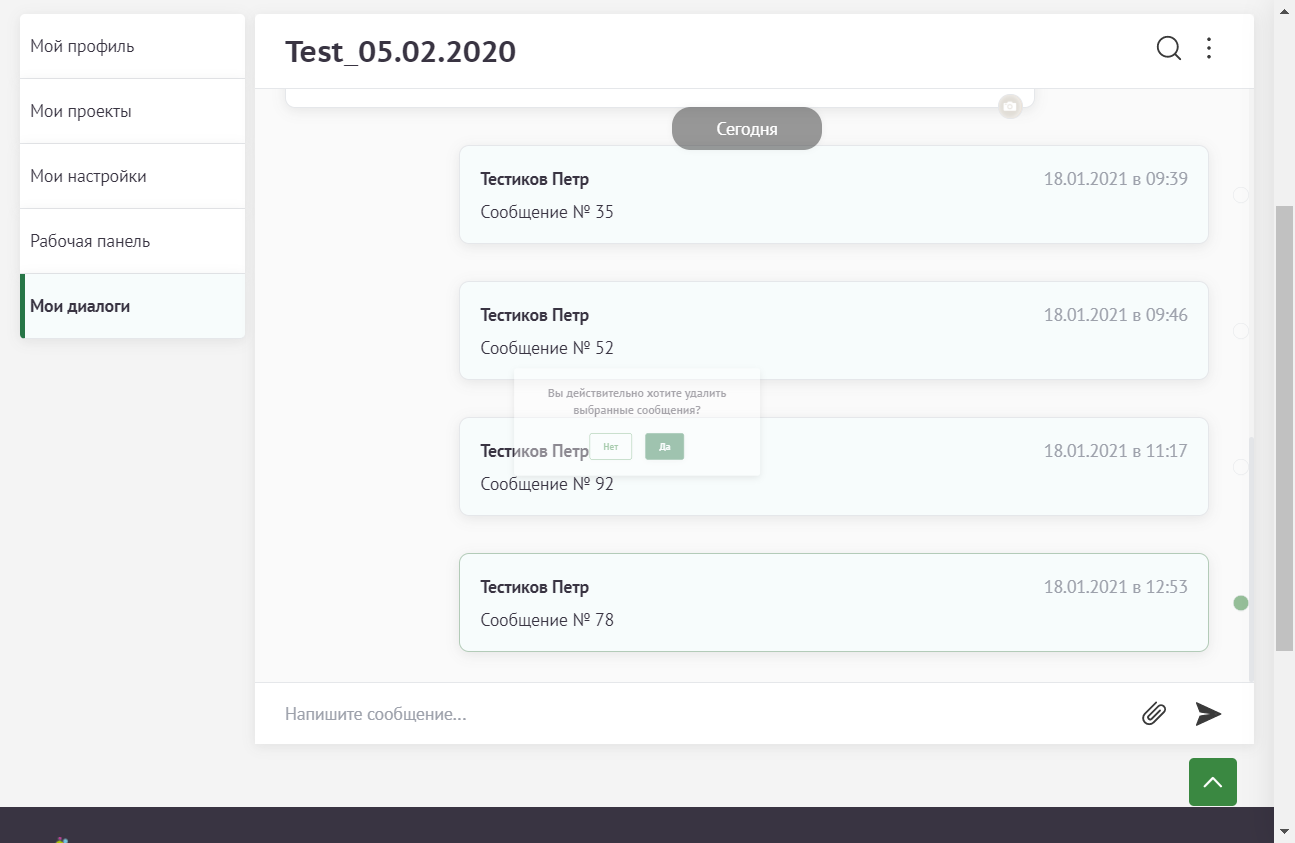 Мой профиль
Мои проекты
Мои настройки
Рабочая панель
Мои диалоги
Test_05.02.2020
Сегодня
Тестиков Петр 18.01.2021 в 09:39
Сообщение № 35
Тестиков Петр 18.01.2021 в 09:46
Сообщение № 52
Вы действительно хотите удалить
выбранные сообщения?
Нет Да
Тестиков Петр 18.01.2021 в 11:17
Сообщение № 92
Тестиков Петр 18.01.2021 в 12:53
Сообщение № 78
Напишите сообщение...